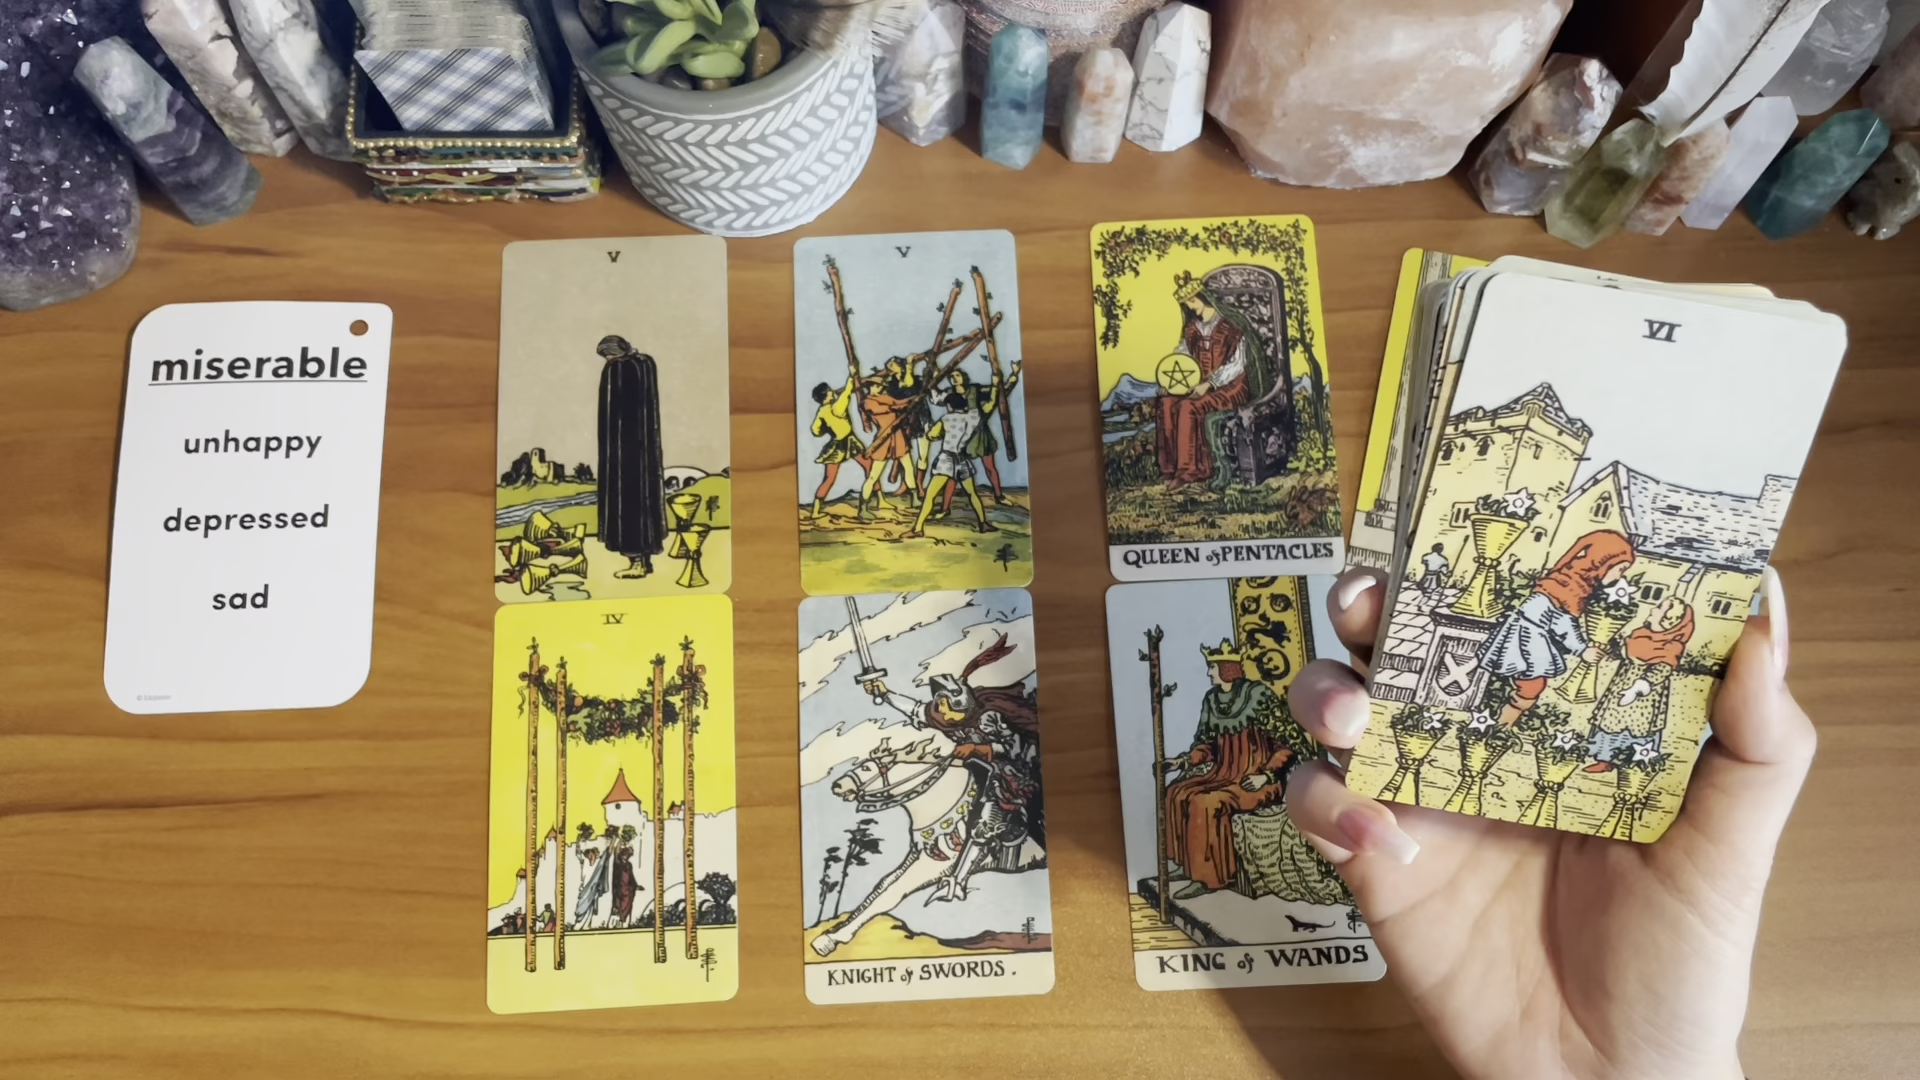 miserable
unhappy
depressed
sad
V
V
QUEEN of PENTACLES
VI
IV
KNIGHT of SWORDS.
KING of WANDS